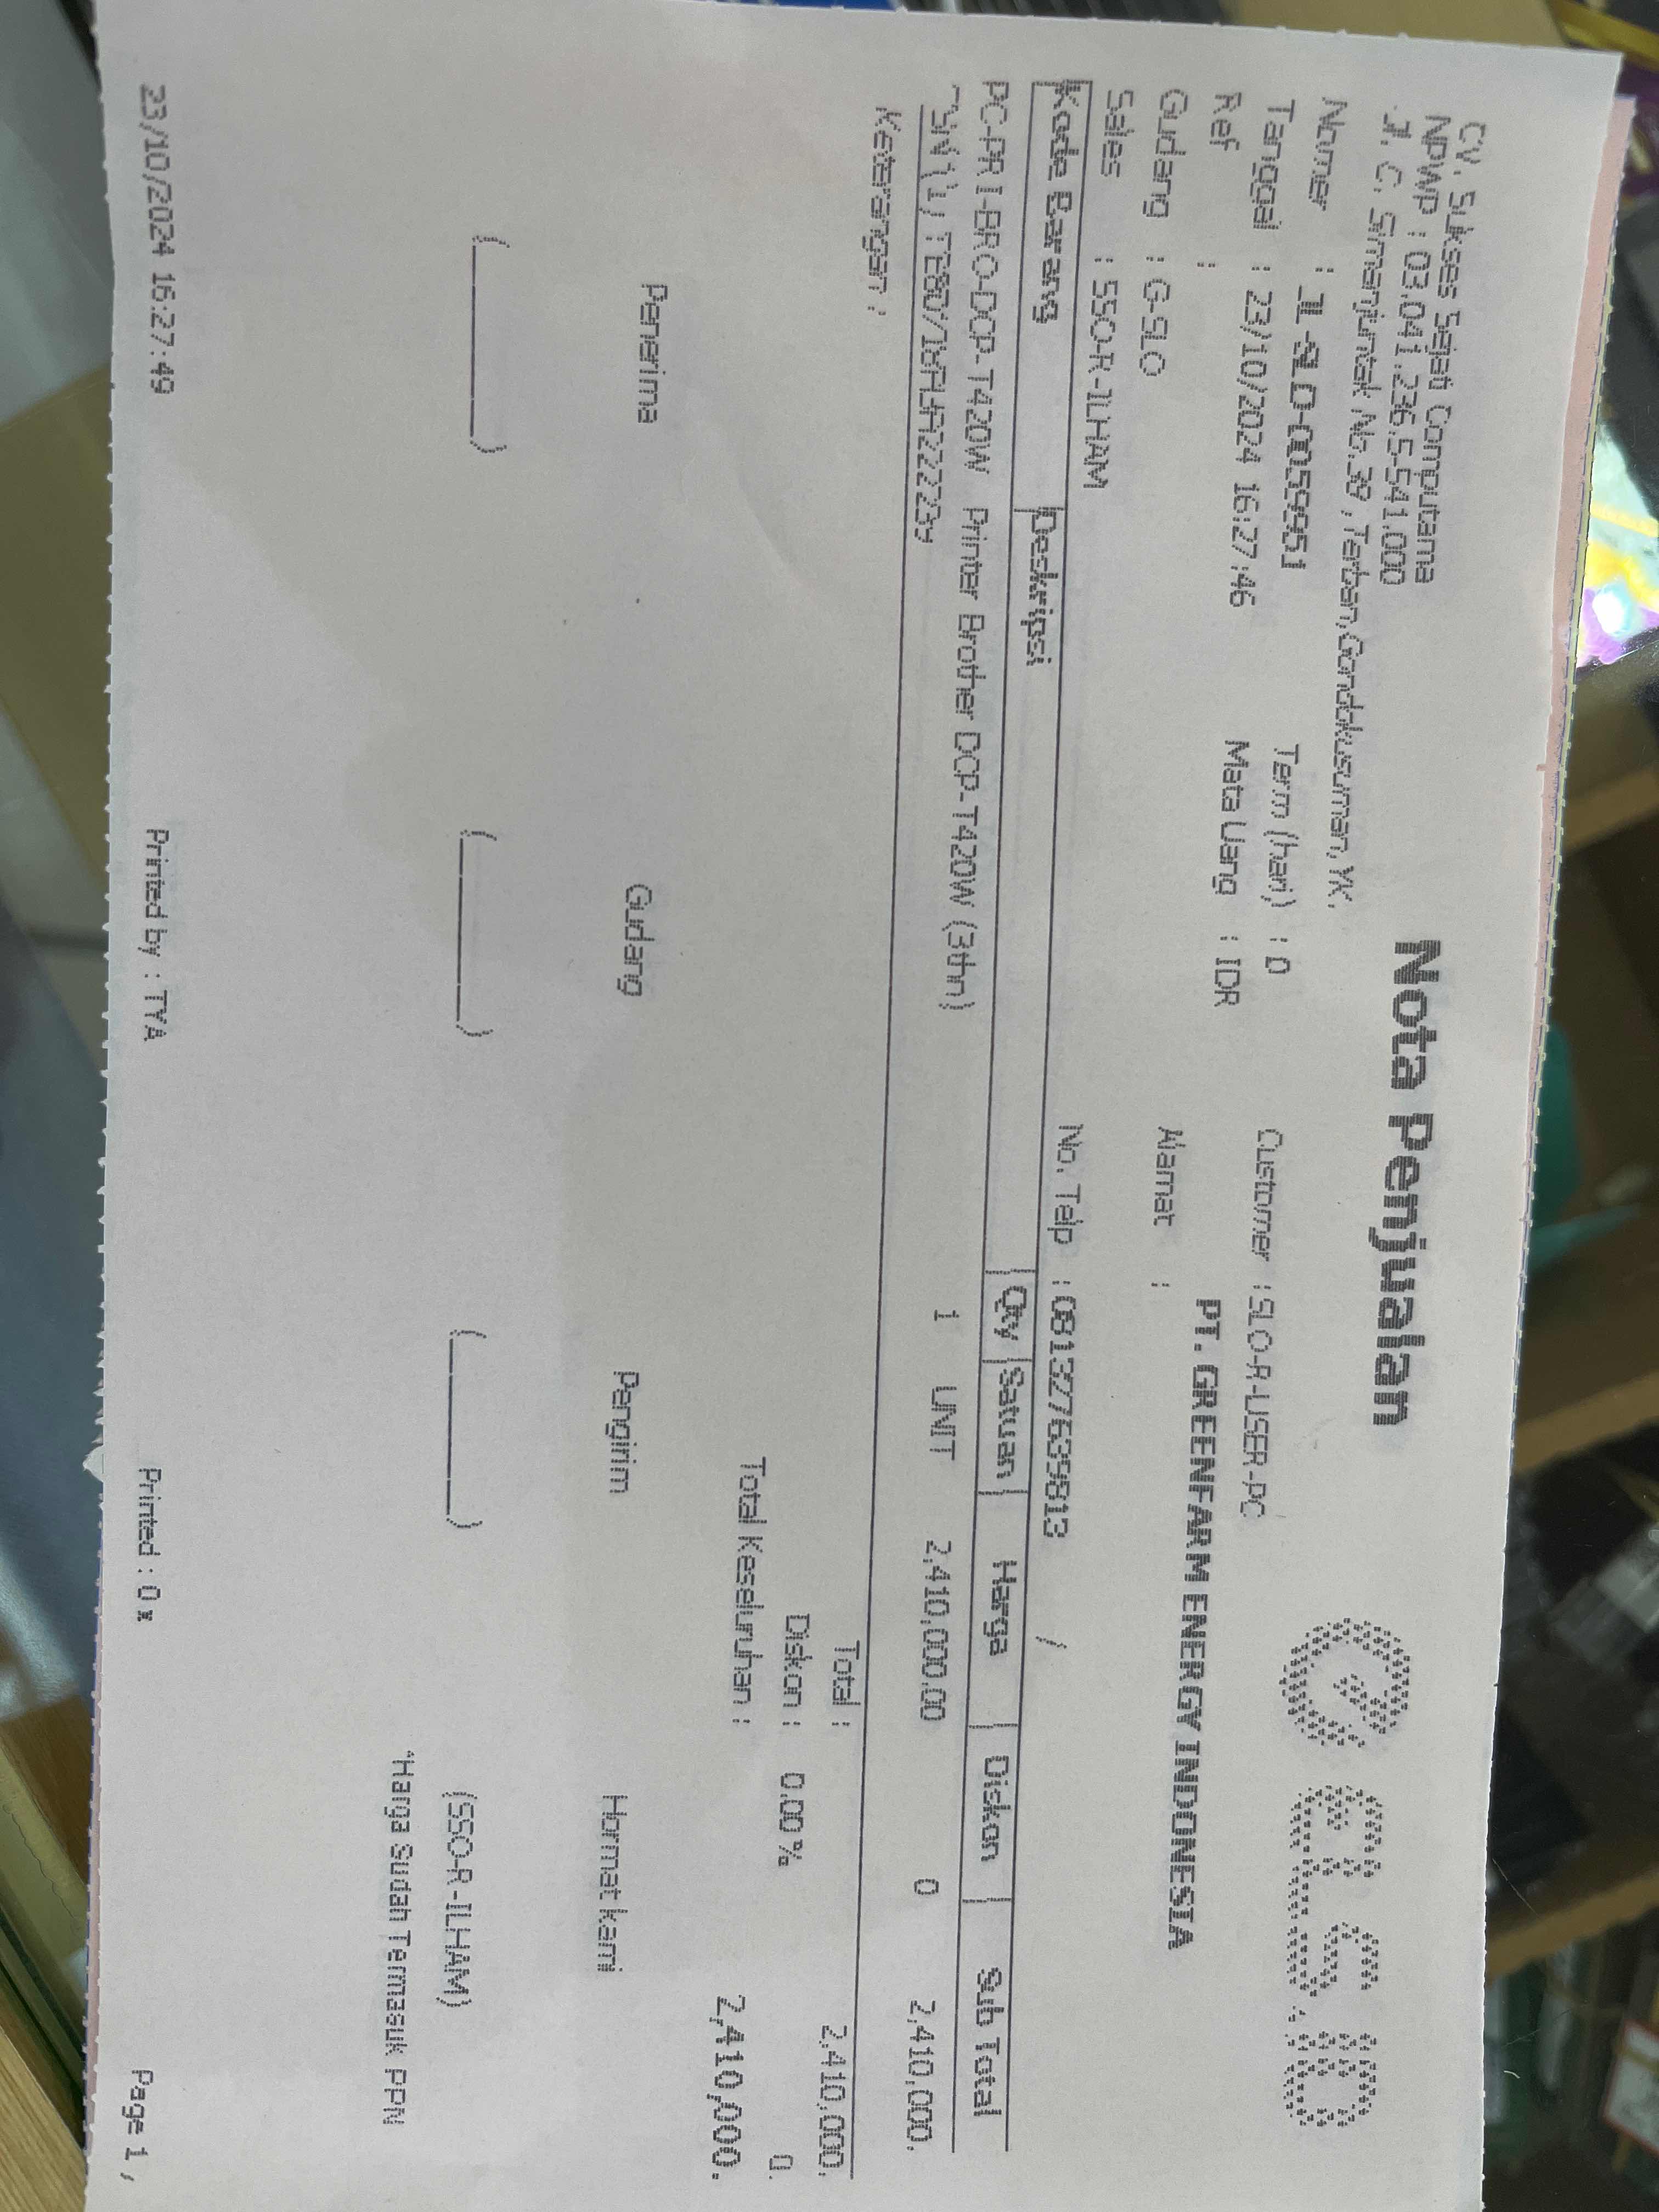 CV. Sukses Sejati Computama
NPWP : 03.041.236.5-541.000
Jl. C. Simanjuntak No.39 , Terban, Gondokusuman, YK.
Nota Penjualan
Nomer : JL-SLO-0059951
Tanggal : 23/10/2024 16:27:46
Ref :
Gudang : G-SLO
Sales : SSO-R-ILHAM
Term (hari) : 0
Mata Uang : IDR
Customer : SLO-R-USER-PC
PT. GREENFARM ENERGY INDONESIA
Alamat :
No. Telp : 08132776359813 /
Kode Barang Deskripsi Qty Satuan Harga Diskon Sub Total
PC-PRI-BRO-DCP-T420W Printer Brother DCP-T420W (3thn) 1 UNIT 2,410,000.00 0 2,410,000.
Keterangan :
Total : 2,410,000.
Diskon : 0.00 % 0.
Total Keseluruhan : 2,410,000.
Penerima Gudang Pengirim Hormat kami
(SSO-R-ILHAM)
*Harga Sudah Termasuk PPN
23/10/2024 16:27:49 Printed by : TYA Printed : 0 x Page 1 ,